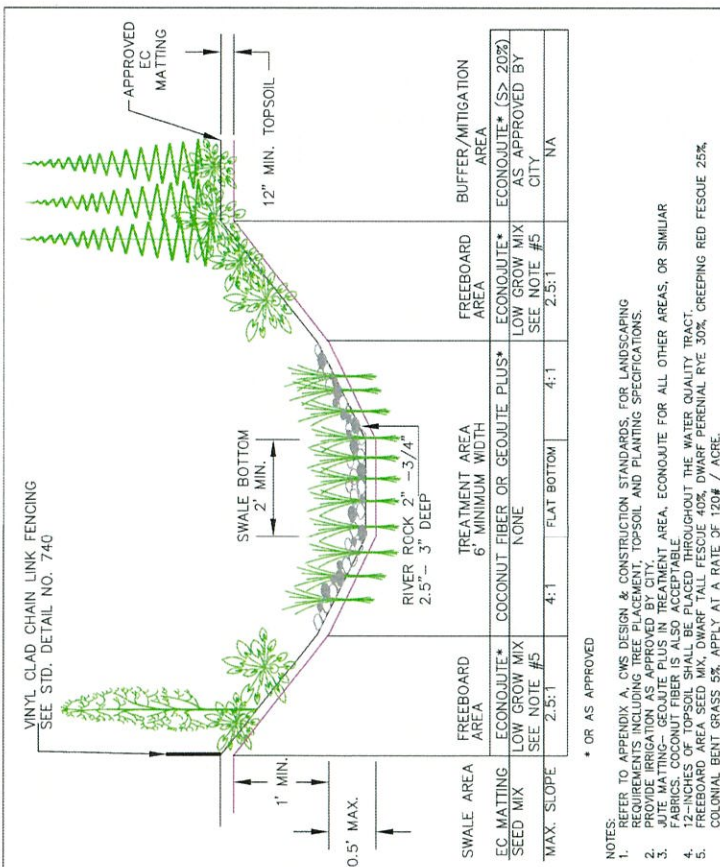 VINYL CLAD CHAIN LINK FENCING
SEE STD. DETAIL NO. 740
APPROVED
EC
MATTING
SWALE BOTTOM
2' MIN.
12" MIN. TOPSOIL
RIVER ROCK 2" -3/4"
2.5"- 3" DEEP
1' MIN.
0.5' MAX.
SWALE AREA
FREEBOARD
AREA
TREATMENT AREA
6' MINIMUM WIDTH
FREEBOARD
AREA
BUFFER/MITIGATION
AREA
EC MATTING
ECONOJUTE*
COCONUT FIBER OR GEOJUTE PLUS*
ECONOJUTE*
ECONOJUTE* (S> 20%)
SEED MIX
LOW GROW MIX
SEE NOTE #5
NONE
LOW GROW MIX
SEE NOTE #5
AS APPROVED BY
CITY
MAX. SLOPE
2.5:1
4:1
FLAT BOTTOM
4:1
2.5:1
NA
* OR AS APPROVED
NOTES:
1. REFER TO APPENDIX A, CWS DESIGN & CONSTRUCTION STANDARDS, FOR LANDSCAPING
REQUIREMENTS INCLUDING TREE PLACEMENT, TOPSOIL AND PLANTING SPECIFICATIONS.
2. PROVIDE IRRIGATION AS APPROVED BY CITY.
3. JUTE MATTING- GEOJUTE PLUS IN TREATMENT AREA, ECONOJUTE FOR ALL OTHER AREAS, OR SIMILIAR
FABRICS. COCONUT FIBER IS ALSO ACCEPTABLE
4. 12-INCHES OF TOPSOIL SHALL BE PLACED THROUGHOUT THE WATER QUALITY TRACT.
5. FREEBOARD AREA SEED MIX, DWARF TALL FESCUE 40%, DWARF PERENIAL RYE 30%, CREEPING RED FESCUE 25%,
COLONIAL BENT GRASS 5%, APPLY AT A RATE OF 120# / ACRE.